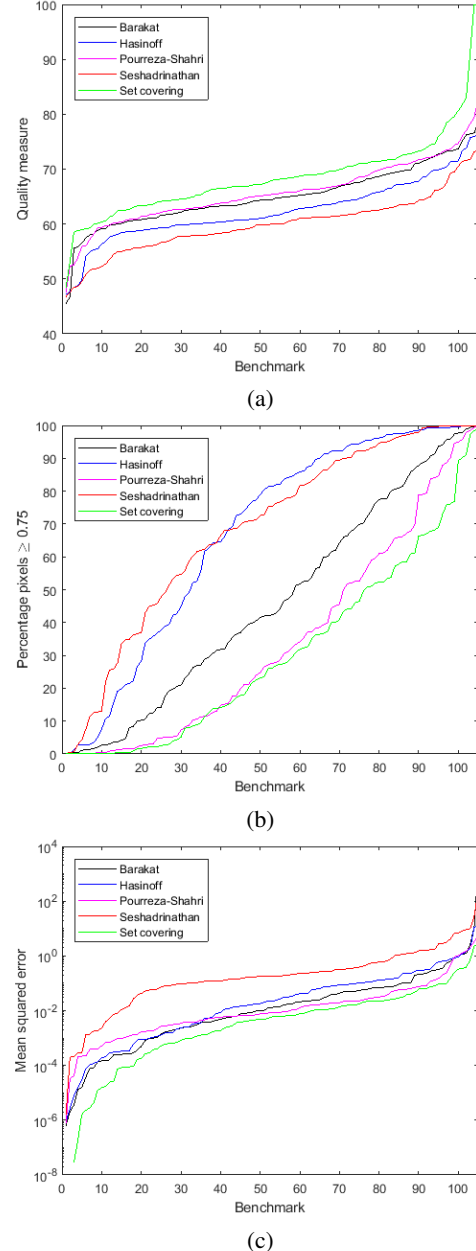 100
90
80
70
60
50
40
Quality measure
Barakat
Hasinoff
Pourreza-Shahri
Seshadrinathan
Set covering
0 10 20 30 40 50 60 70 80 90 100
Benchmark
(a)
100
90
80
70
60
50
40
30
20
10
0
Percentage pixels ≥ 0.75
Barakat
Hasinoff
Pourreza-Shahri
Seshadrinathan
Set covering
0 10 20 30 40 50 60 70 80 90 100
Benchmark
(b)
10^4
10^2
10^0
10^-2
10^-4
10^-6
10^-8
Mean squared error
Barakat
Hasinoff
Pourreza-Shahri
Seshadrinathan
Set covering
0 10 20 30 40 50 60 70 80 90 100
Benchmark
(c)